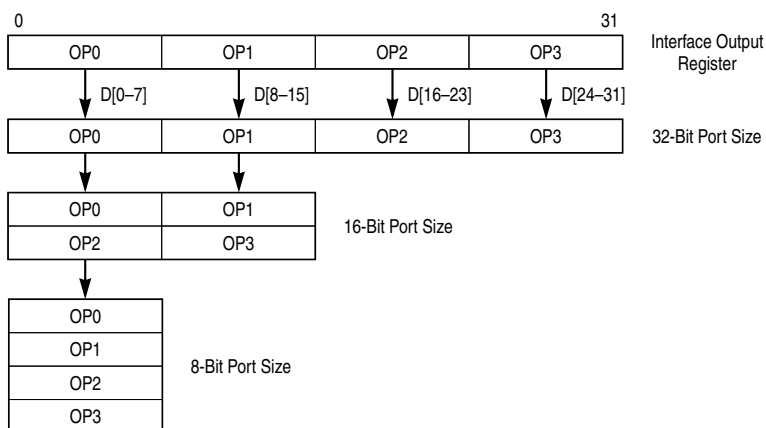 0 31
OP0 OP1 OP2 OP3 Interface Output Register
D[0–7] D[8–15] D[16–23] D[24–31]
OP0 OP1 OP2 OP3 32-Bit Port Size
OP0 OP1
16-Bit Port Size
OP2 OP3
OP0
OP1
8-Bit Port Size
OP2
OP3